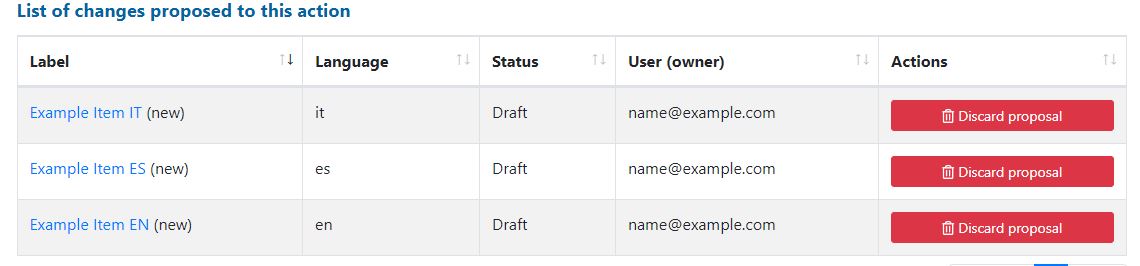 List of changes proposed to this action
Label Language Status User (owner) Actions
Example Item IT (new) it Draft name@example.com Discard proposal
Example Item ES (new) es Draft name@example.com Discard proposal
Example Item EN (new) en Draft name@example.com Discard proposal